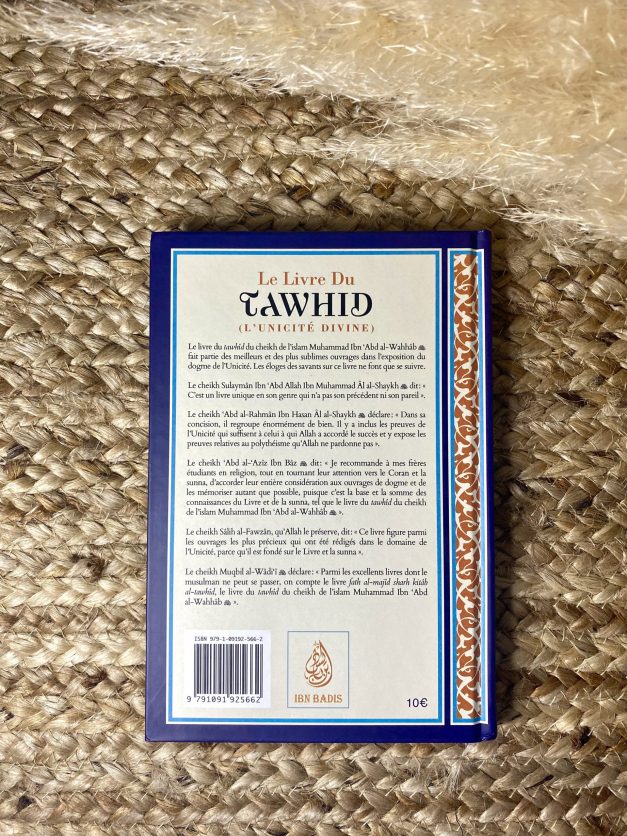 Le Livre Du
TAWHID
(L'UNICITÉ DIVINE)
Le livre du tawhîd du cheikh de l'islam Muhammad Ibn 'Abd al-Wahhâb
fait partie des meilleurs et des plus sublimes ouvrages dans l'exposition du
dogme de l'Unicité. Les éloges des savants sur ce livre ne font que se suivre.
Le cheikh Sulaymân Ibn 'Abd Allah Ibn Muhammad Âl al-Shaykh dit : «
C'est un livre unique en son genre qui n'a pas son précédent ni son pareil ».
Le cheikh 'Abd al-Rahmân Ibn Hasan Âl al-Shaykh déclare : « Dans sa
concision, il regroupe énormément de bien. Il y a inclus les preuves de
l'Unicité qui suffisent à celui à qui Allah a accordé le succès et y expose les
preuves relatives au polythéisme qu'Allah ne pardonne pas ».
Le cheikh 'Abd al-'Azîz Ibn Bâz dit : « Je recommande à mes frères
étudiants en religion, tout en tournant leur attention vers le Coran et la
sunna, d'accorder leur entière considération aux ouvrages de dogme et de
les mémoriser autant que possible, puisque c'est la base et la somme des
connaissances du Livre et de la sunna, tel que le livre du tawhîd du cheikh
de l'islam Muhammad Ibn 'Abd al-Wahhâb ».
Le cheikh Sâlih al-Fawzân, qu'Allah le préserve, dit : « Ce livre figure parmi
les ouvrages les plus précieux qui ont été rédigés dans le domaine de
l'Unicité, parce qu'il est fondé sur le Livre et la sunna ».
Le cheikh Muqbil al-Wâdi'î déclare : « Parmi les excellents livres dont le
musulman ne peut se passer, on compte le livre fath al-majîd sharh kitâb
al-tawhîd, le livre du tawhîd du cheikh de l'islam Muhammad Ibn 'Abd
al-Wahhâb ».
ISBN 979-1-09192-566-2
9 791091 925662
ابن باديس
IBN BADIS
10€